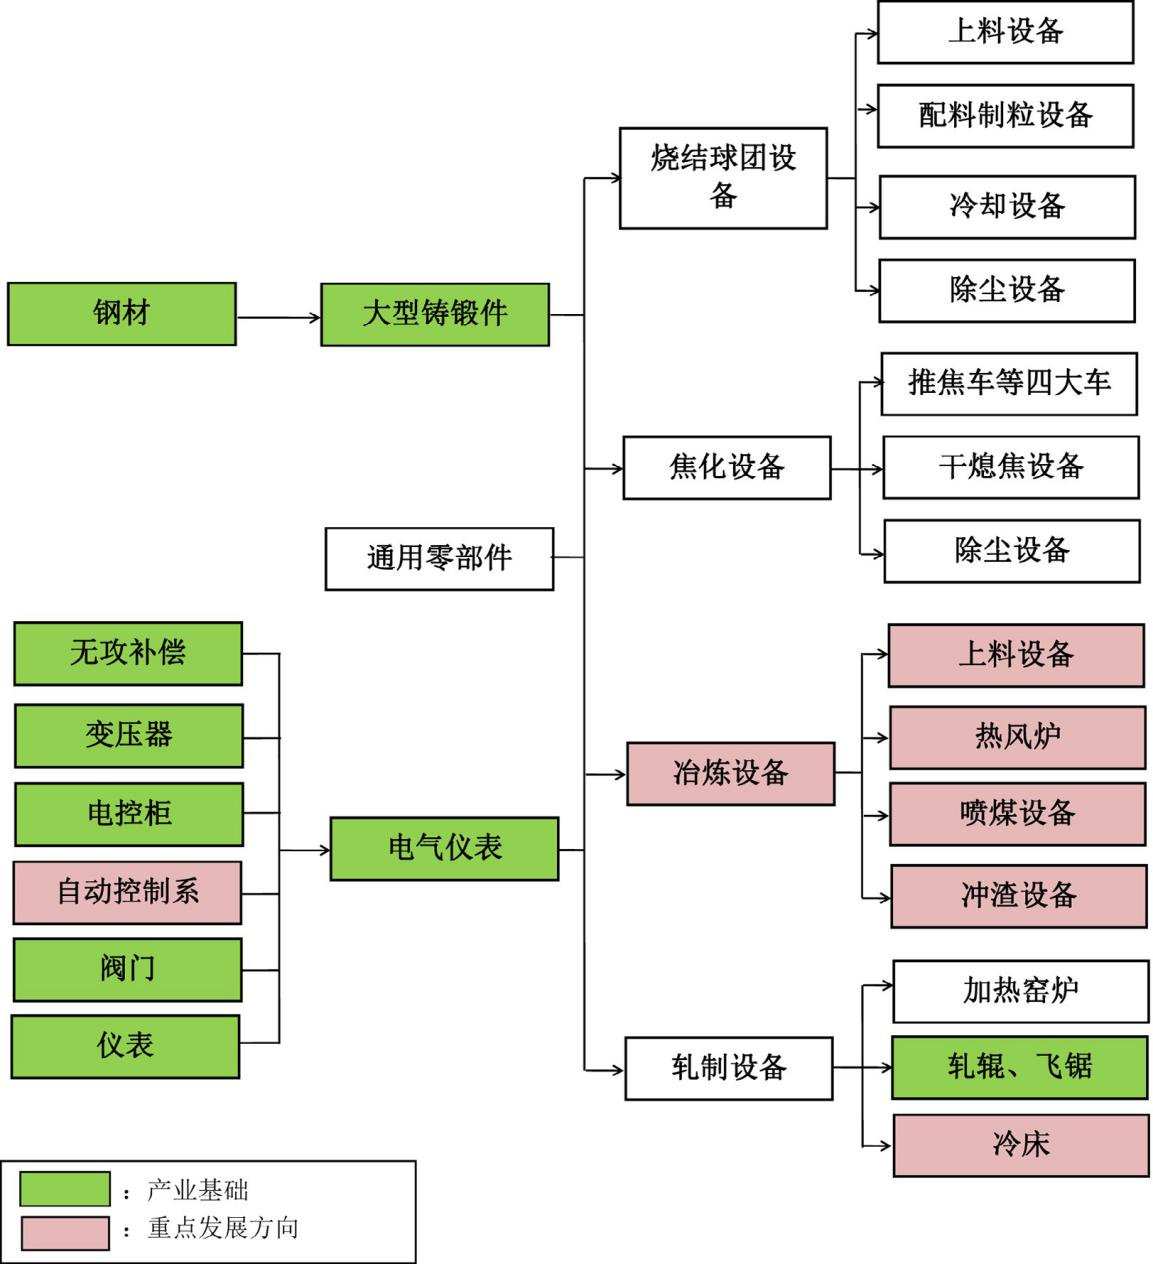 上料设备
配料制粒设备
烧结球团设
备
冷却设备
除尘设备
钢材
大型铸锻件
推焦车等四大车
焦化设备
干熄焦设备
除尘设备
通用零部件
无攻补偿
变压器
电控柜
自动控制系
阀门
仪表
电气仪表
冶炼设备
上料设备
热风炉
喷煤设备
冲渣设备
轧制设备
加热窑炉
轧辊、飞锯
冷床
：产业基础
：重点发展方向